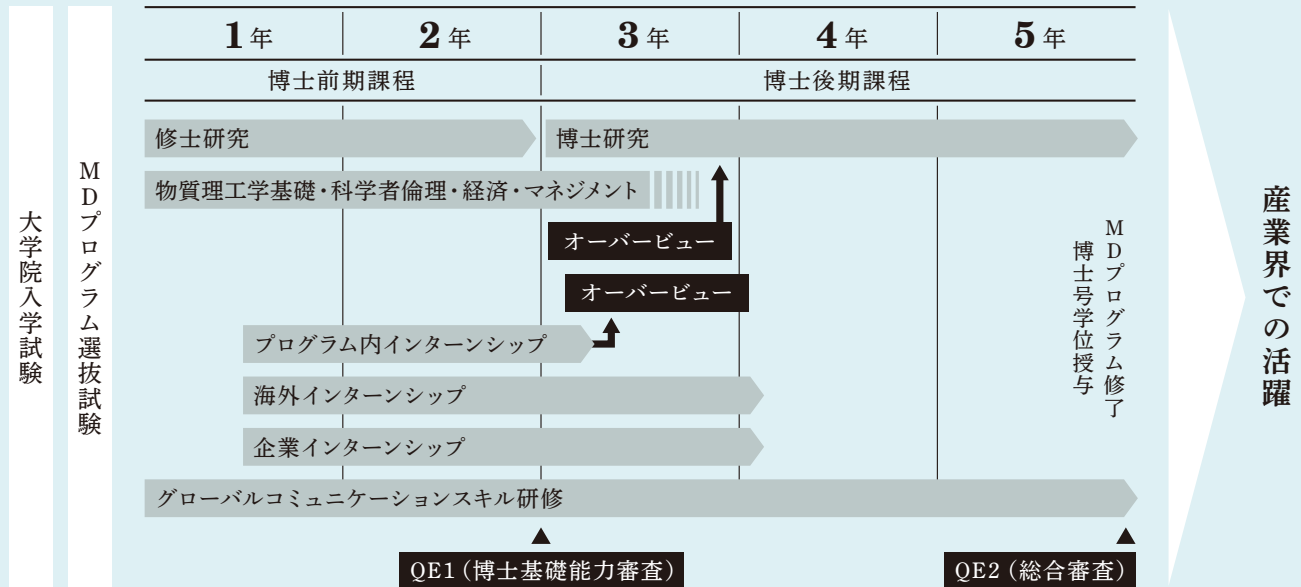 大学院入学試験
MDプログラム選抜試験
1年
2年
3年
4年
5年
博士前期課程
博士後期課程
修士研究
博士研究
物質理工学基礎・科学者倫理・経済・マネジメント
オーバービュー
オーバービュー
プログラム内インターンシップ
海外インターンシップ
企業インターンシップ
グローバルコミュニケーションスキル研修
QE1（博士基礎能力審査）
QE2（総合審査）
MDプログラム修了
博士号学位授与
産業界での活躍